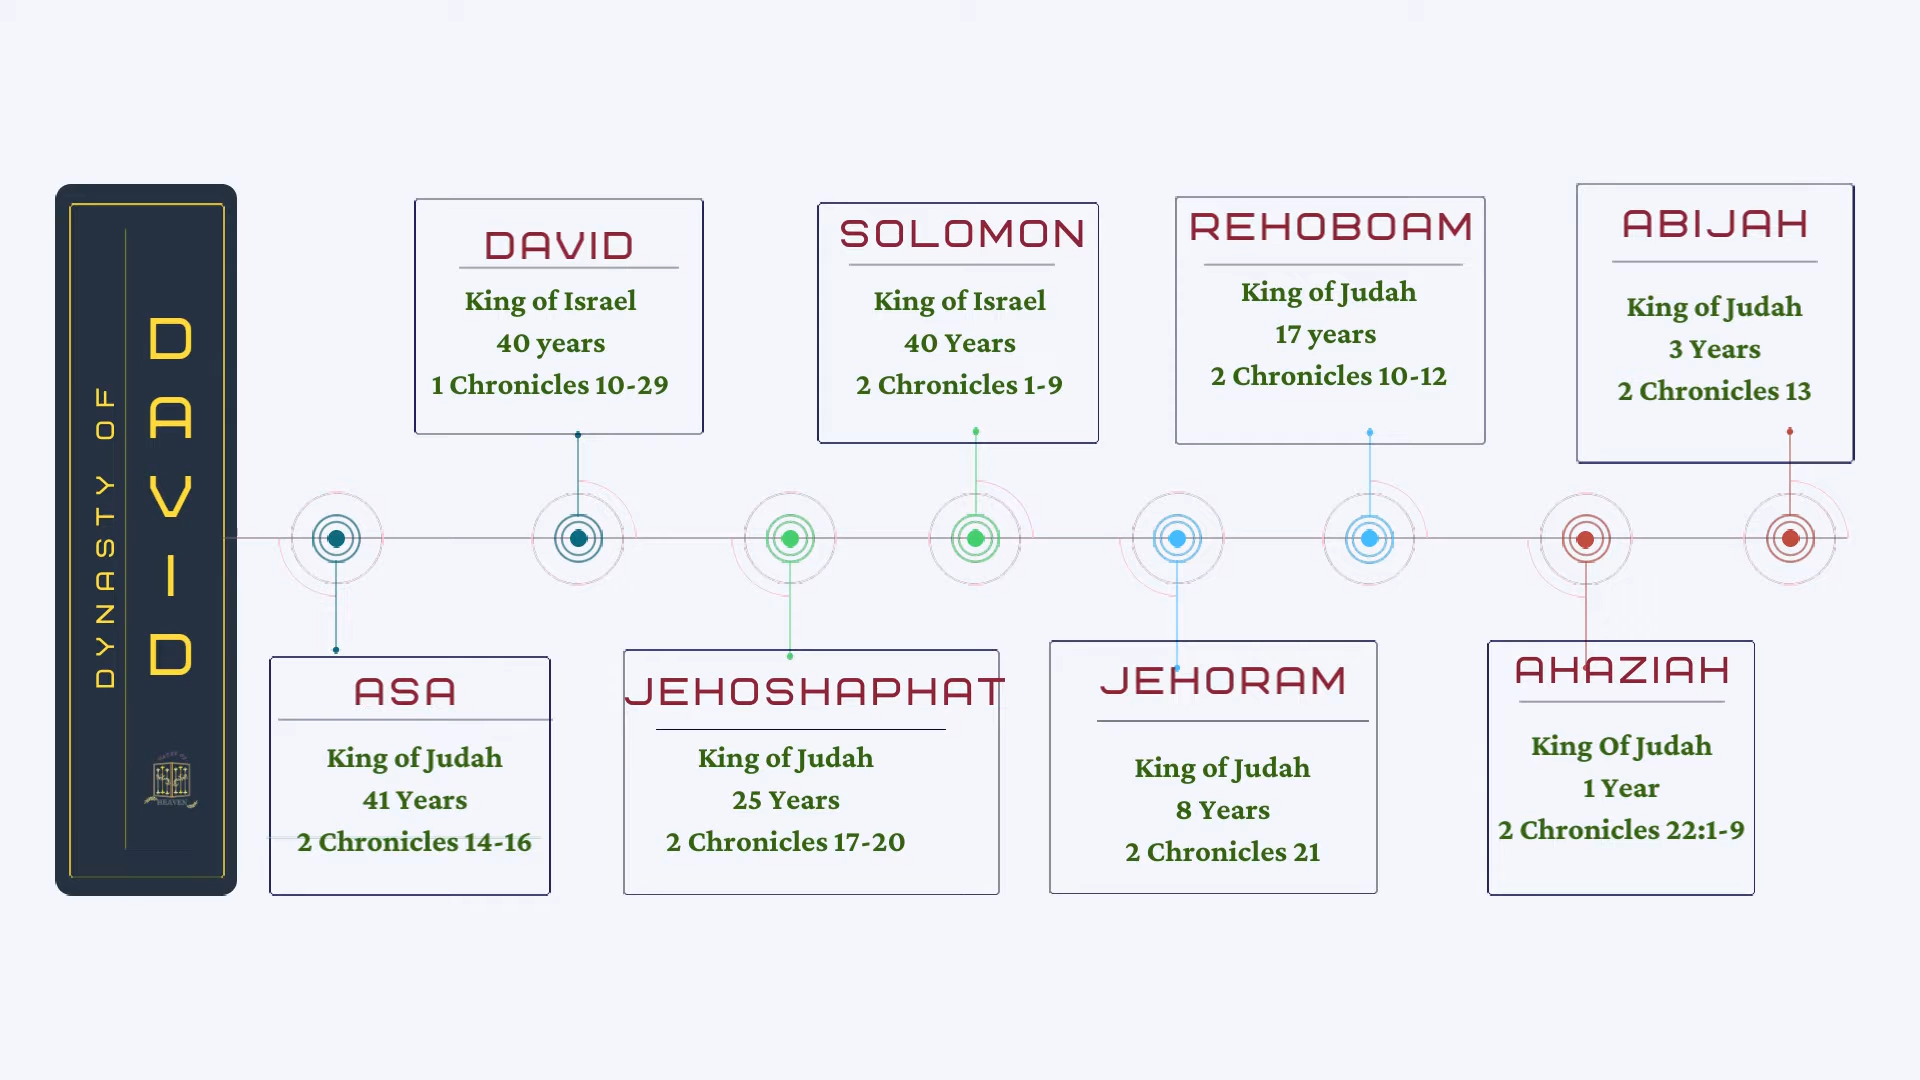 DYNASTY OF
DAVID
HEAVEN
DAVID
King of Israel
40 years
1 Chronicles 10-29
SOLOMON
King of Israel
40 Years
2 Chronicles 1-9
REHOBOAM
King of Judah
17 years
2 Chronicles 10-12
ABIJAH
King of Judah
3 Years
2 Chronicles 13
ASA
King of Judah
41 Years
2 Chronicles 14-16
JEHOSHAPHAT
King of Judah
25 Years
2 Chronicles 17-20
JEHORAM
King of Judah
8 Years
2 Chronicles 21
AHAZIAH
King Of Judah
1 Year
2 Chronicles 22:1-9